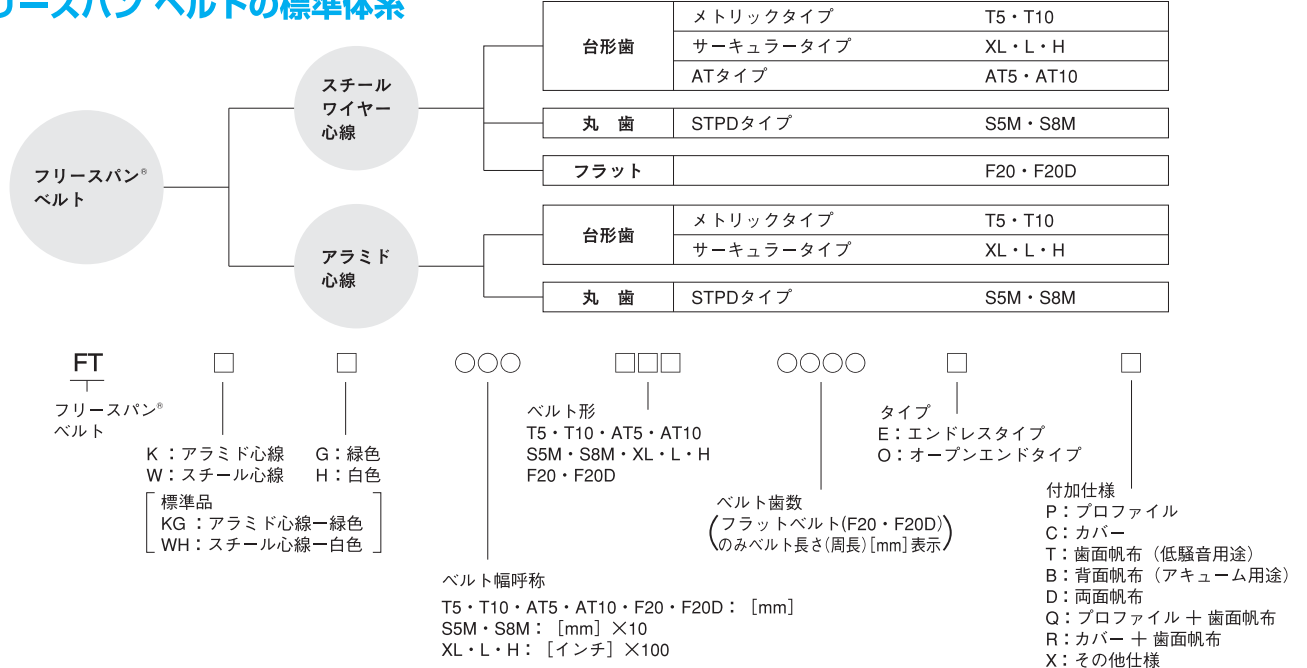 リースパン ベルトの標準体系
フリースパン®
ベルト
スチール
ワイヤー
心線
台形歯
メトリックタイプ T5・T10
サーキュラータイプ XL・L・H
ATタイプ AT5・AT10
丸 歯 STPDタイプ S5M・S8M
フラット F20・F20D
アラミド
心線
台形歯
メトリックタイプ T5・T10
サーキュラータイプ XL・L・H
丸 歯 STPDタイプ S5M・S8M
FT □ □ ○○○ □□□ ○○○○ □ □
フリースパン®
ベルト
K：アラミド心線
W：スチール心線
G：緑色
H：白色
標準品
KG：アラミド心線ー緑色
WH：スチール心線ー白色
ベルト幅呼称
T5・T10・AT5・AT10・F20・F20D：［mm］
S5M・S8M：［mm］×10
XL・L・H：［インチ］×100
ベルト形
T5・T10・AT5・AT10
S5M・S8M・XL・L・H
F20・F20D
ベルト歯数
(フラットベルト(F20・F20D)
のみベルト長さ(周長)[mm]表示)
タイプ
E：エンドレスタイプ
O：オープンエンドタイプ
付加仕様
P：プロファイル
C：カバー
T：歯面帆布（低騒音用途）
B：背面帆布（アキューム用途）
D：両面帆布
Q：プロファイル＋歯面帆布
R：カバー＋歯面帆布
X：その他仕様